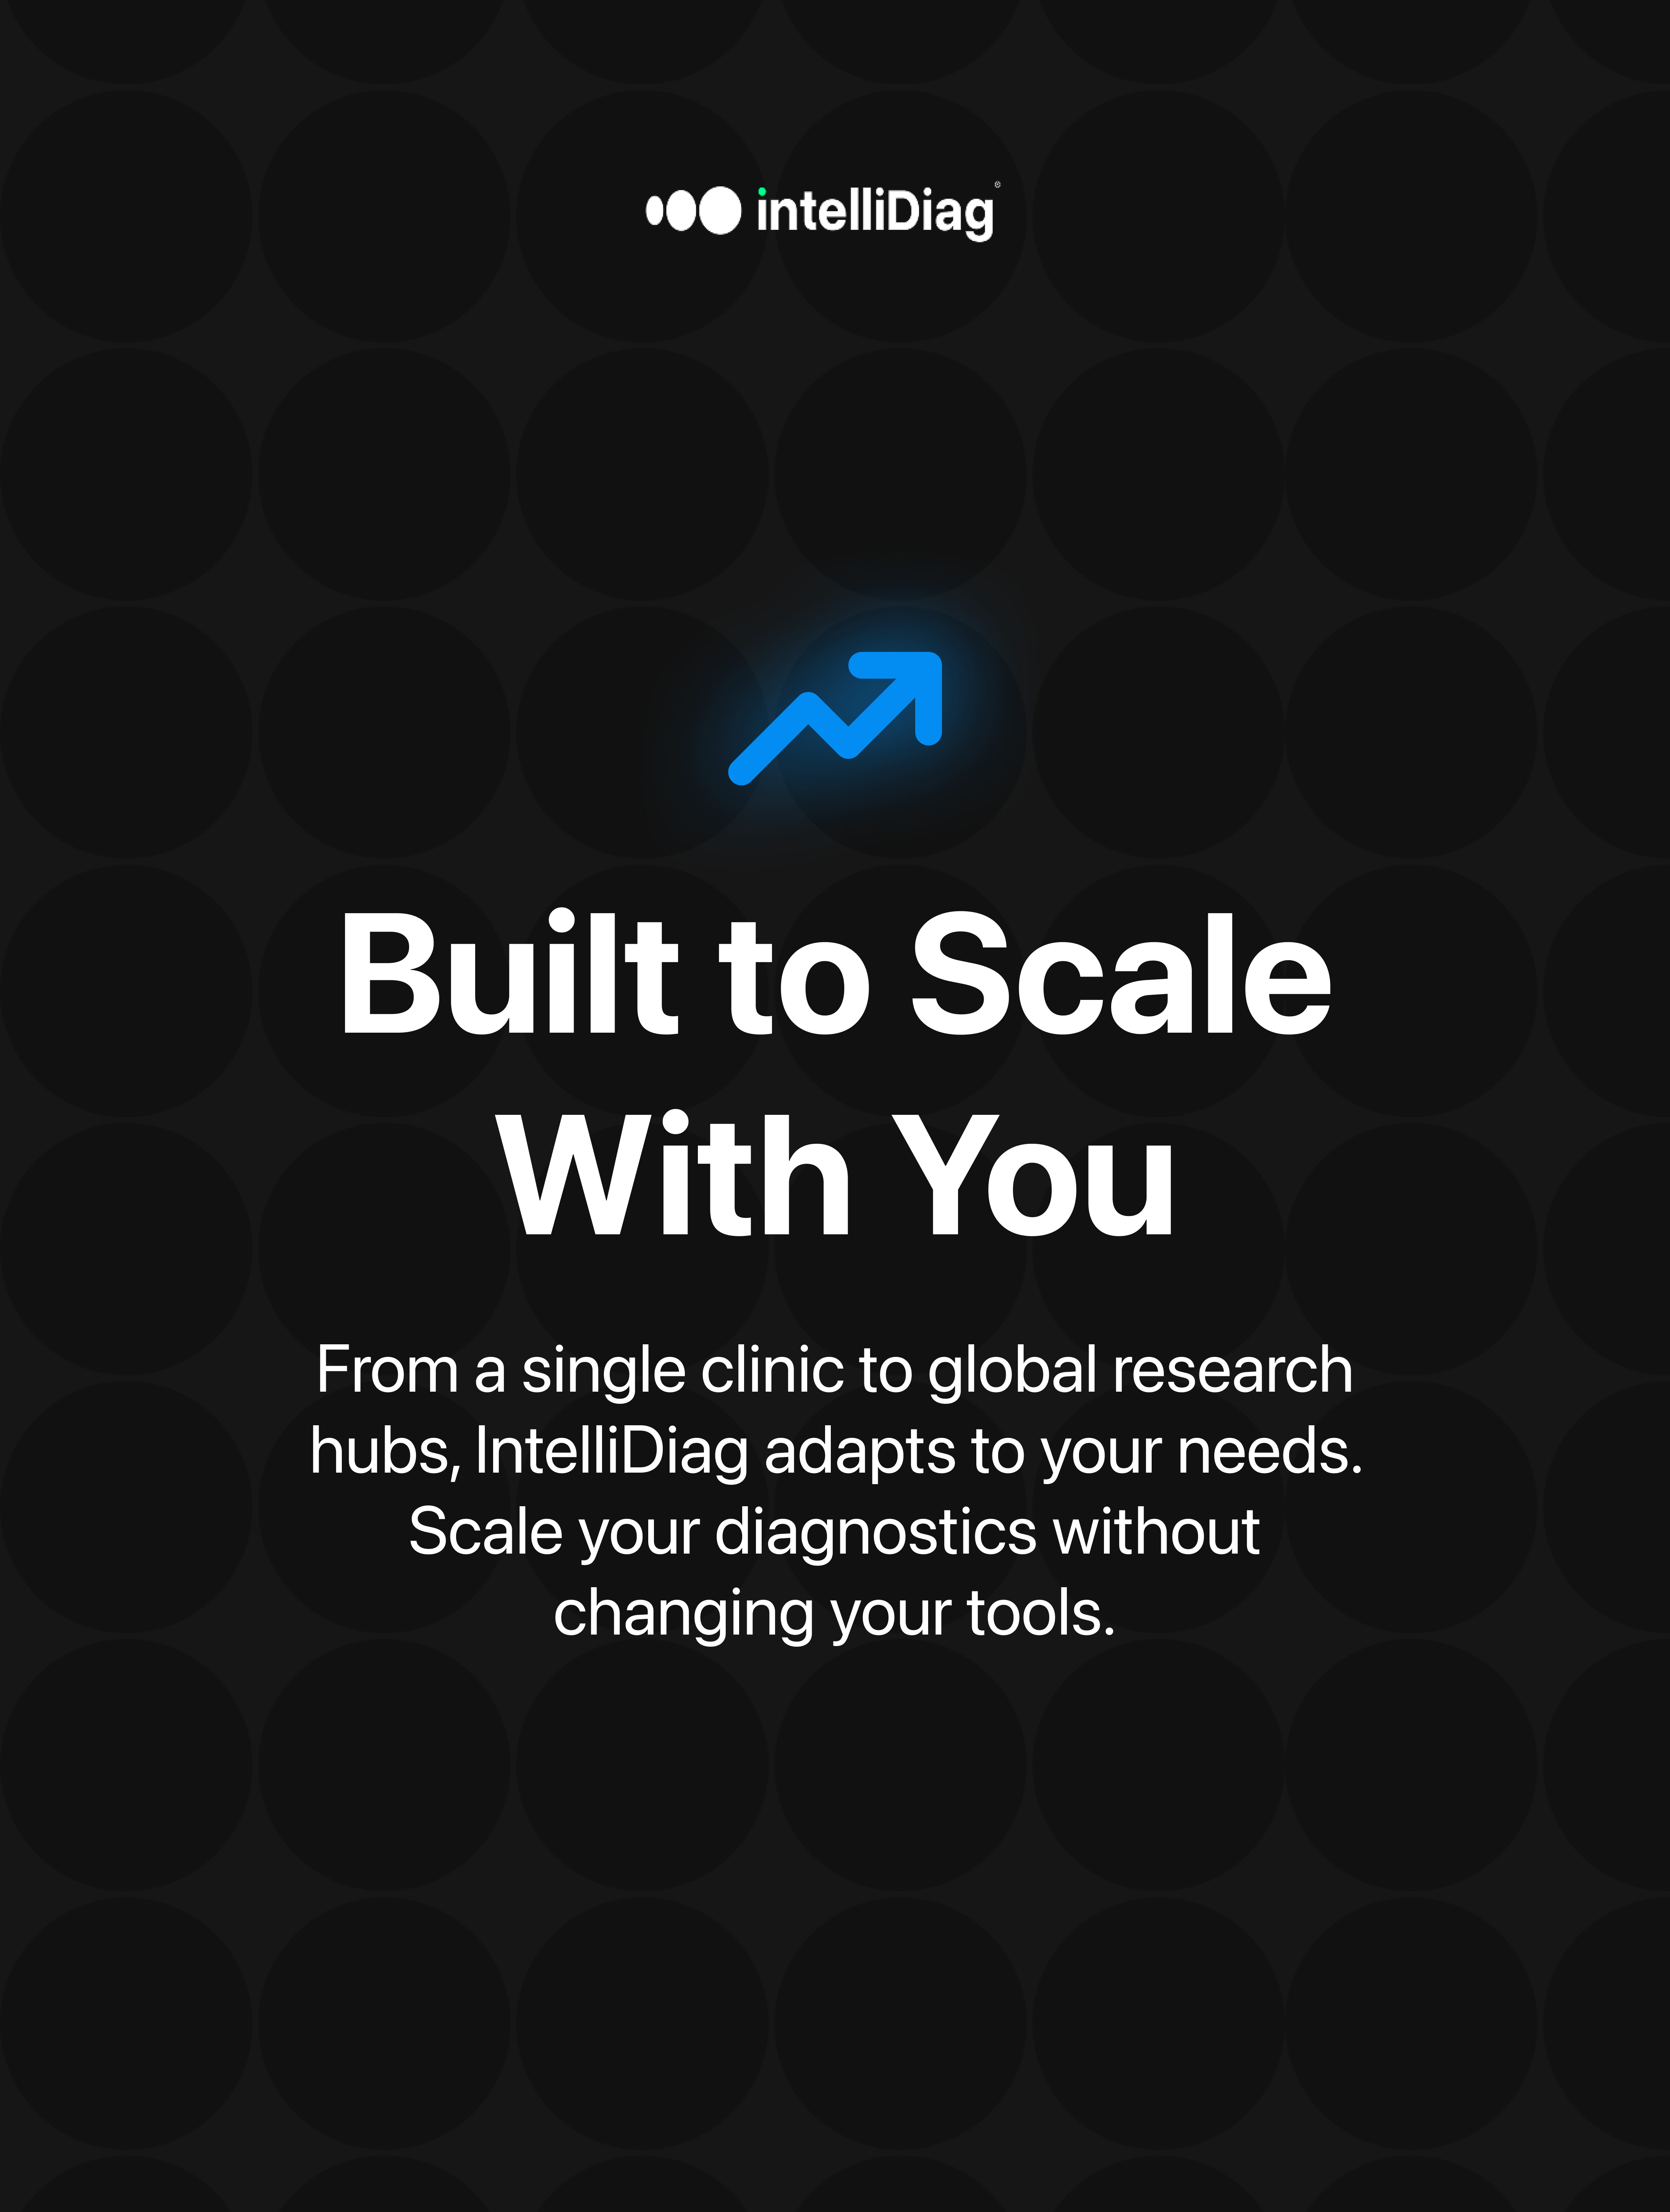 intelliDiag®
Built to Scale
With You
From a single clinic to global research
hubs, IntelliDiag adapts to your needs.
Scale your diagnostics without
changing your tools.